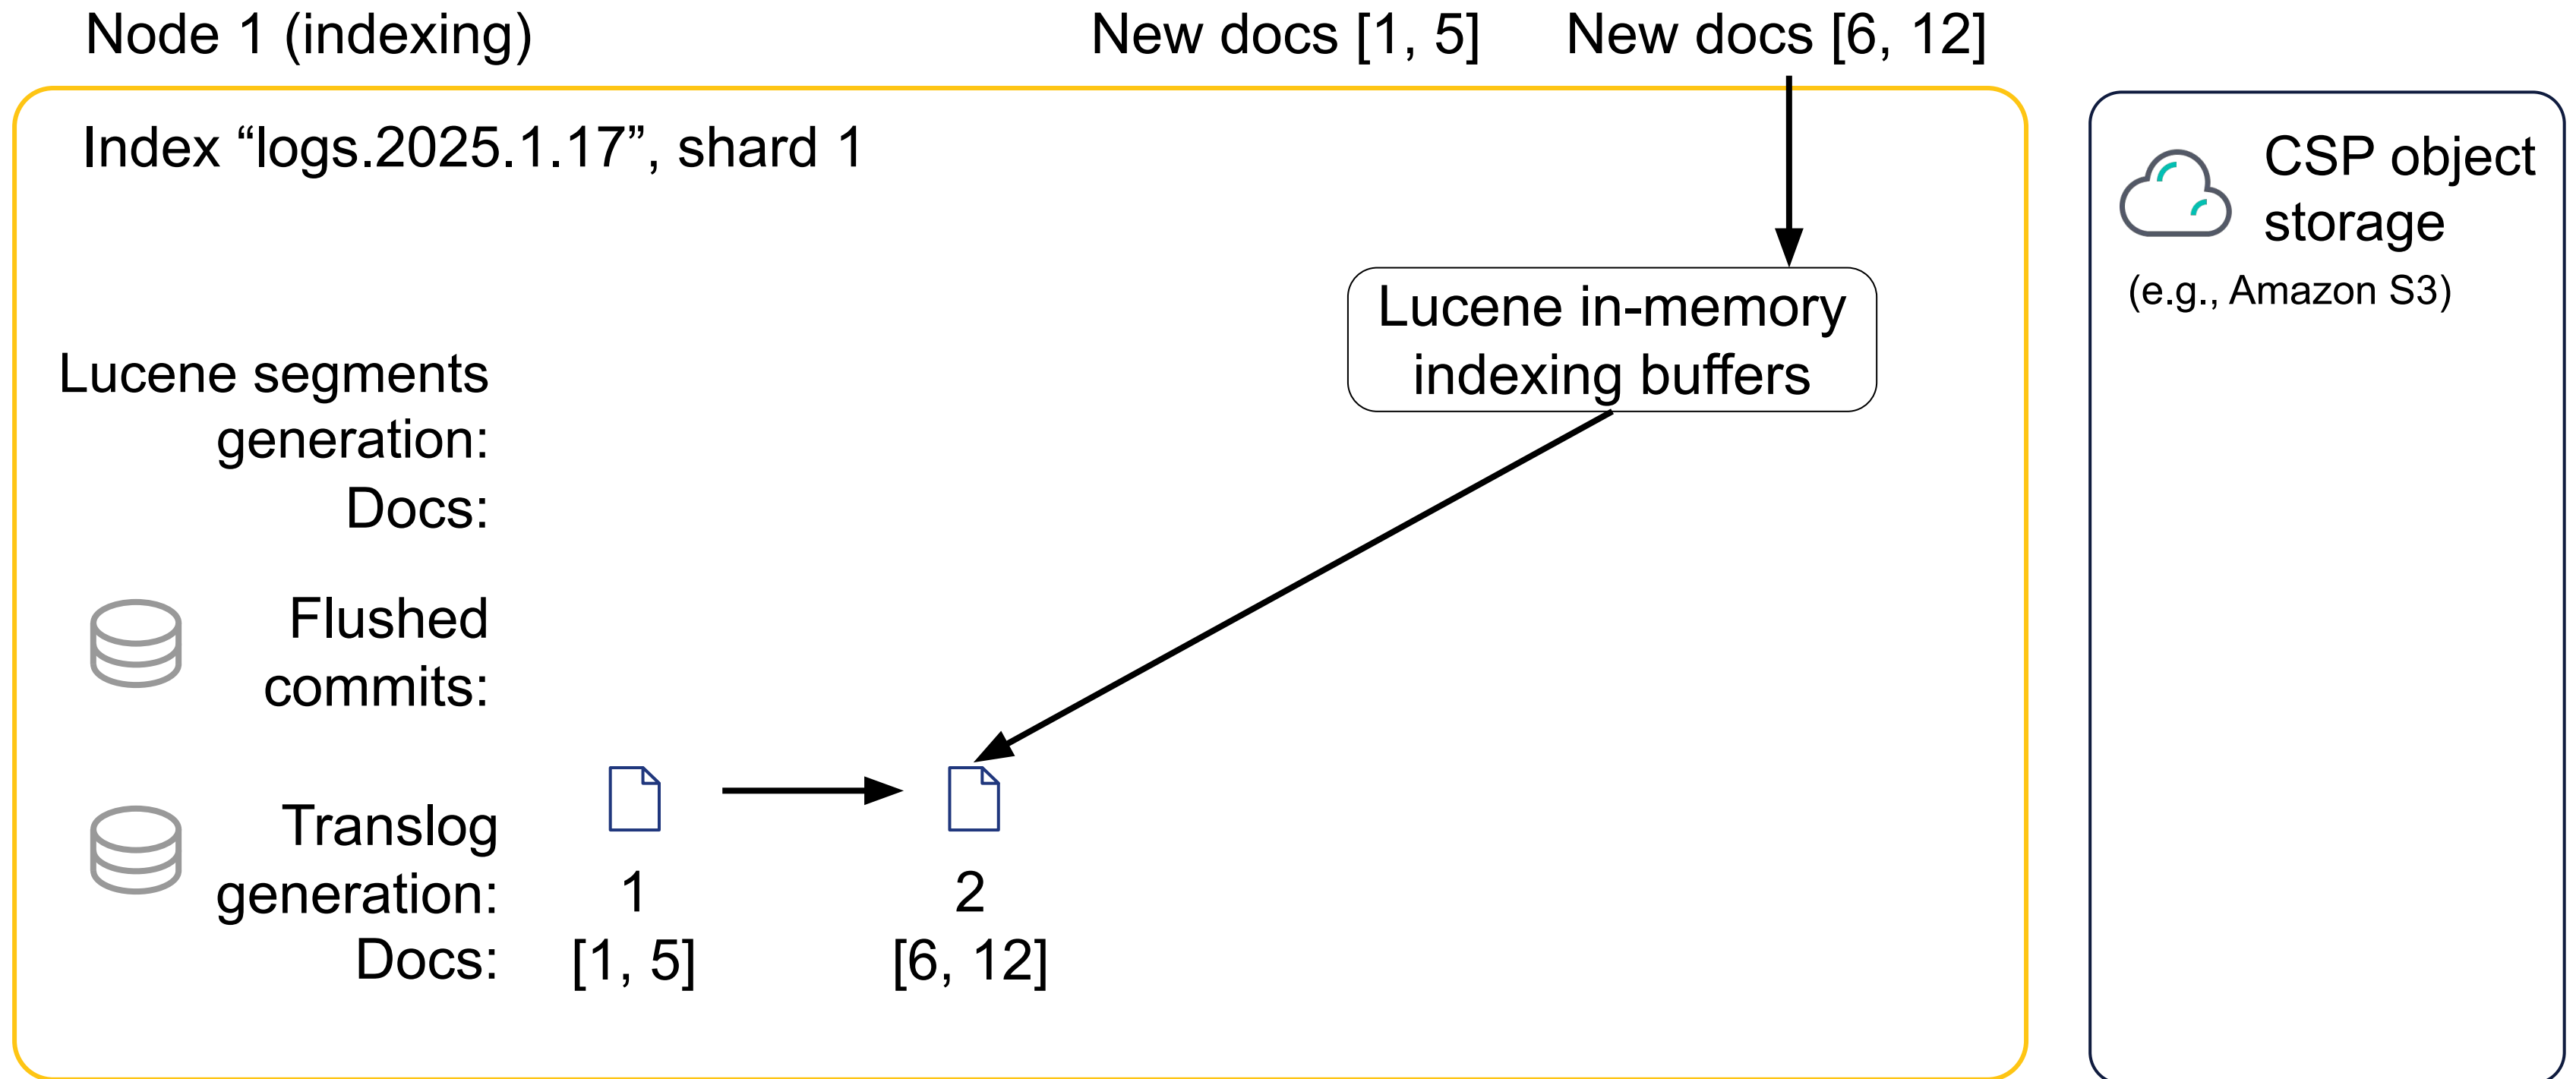 Node 1 (indexing)
New docs [1, 5]
New docs [6, 12]
Index “logs.2025.1.17”, shard 1
Lucene in-memory
indexing buffers
Lucene segments
generation:
Docs:
Flushed
commits:
Translog
generation:
1
2
Docs:
[1, 5]
[6, 12]
CSP object
storage
(e.g., Amazon S3)